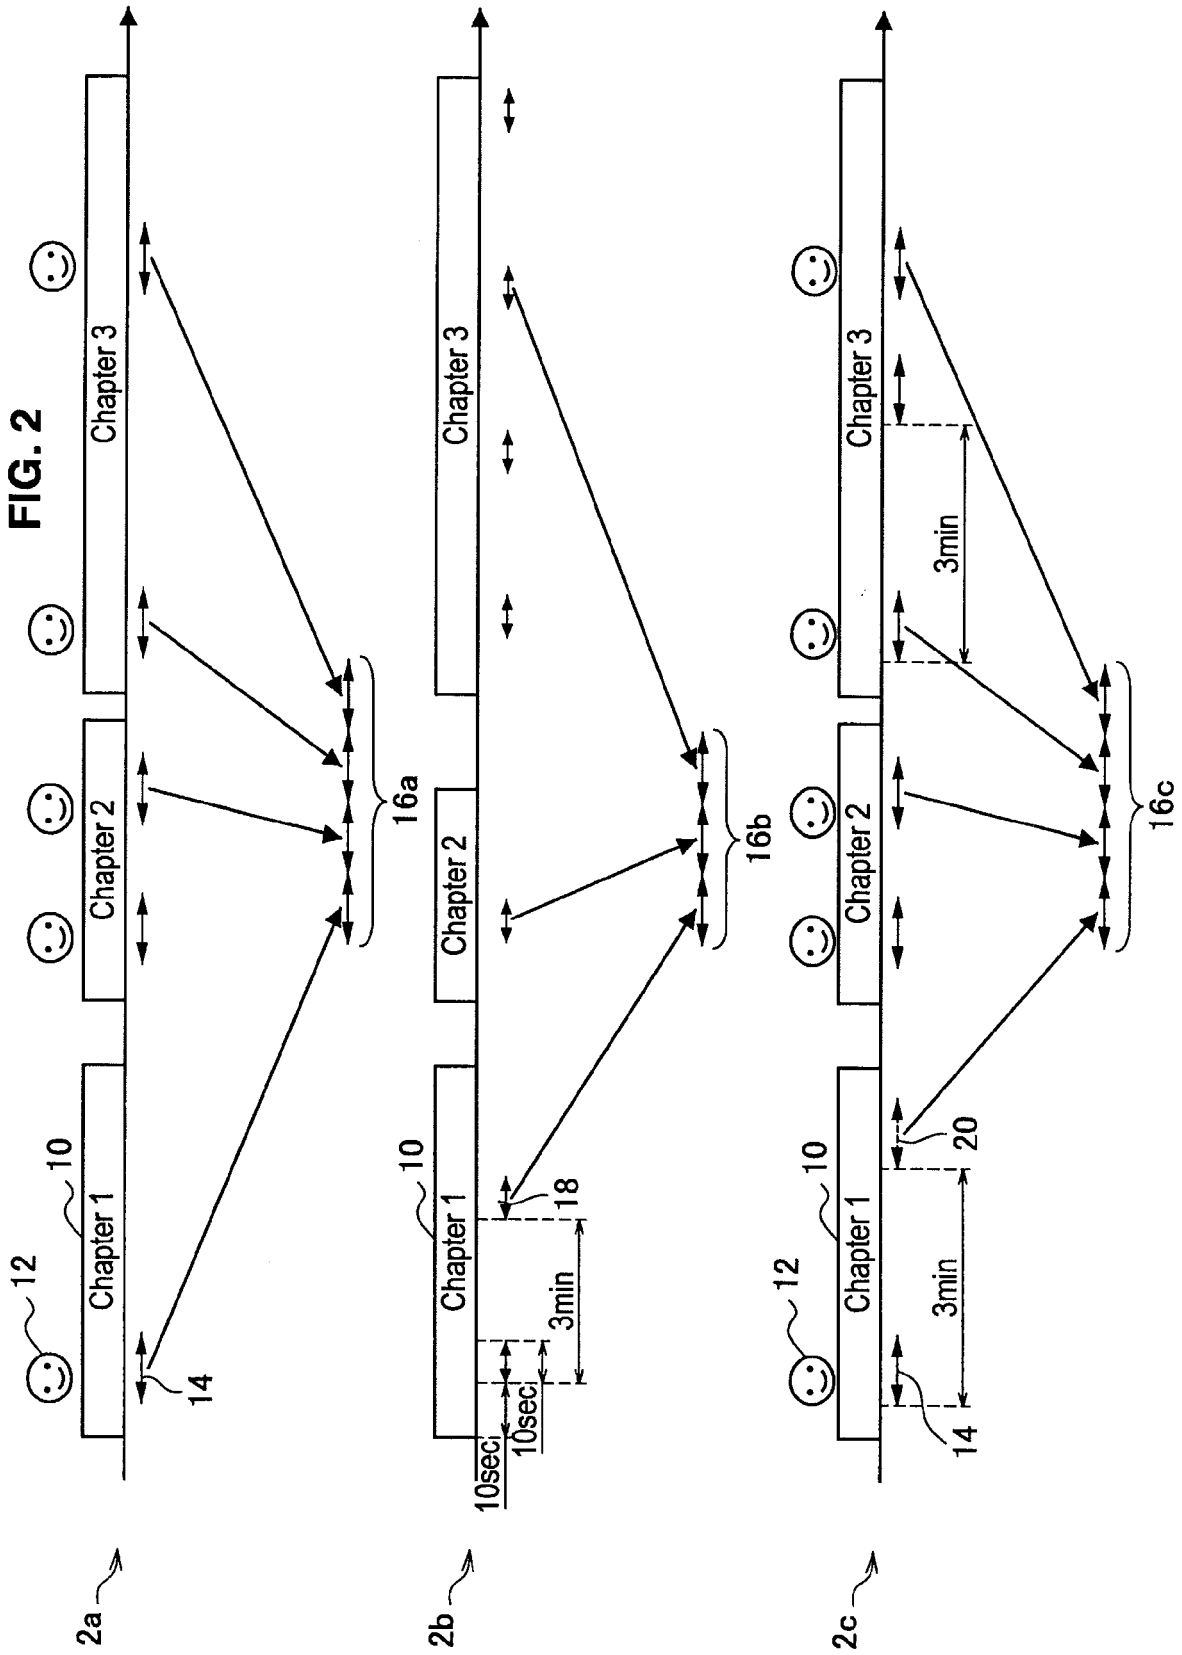 FIG. 2
2a
12
10
Chapter 1
Chapter 2
Chapter 3
14
16a
2b
10
Chapter 1
Chapter 2
Chapter 3
10sec
10sec
3min
18
16b
2c
12
10
Chapter 1
Chapter 2
Chapter 3
14
3min
20
3min
16c